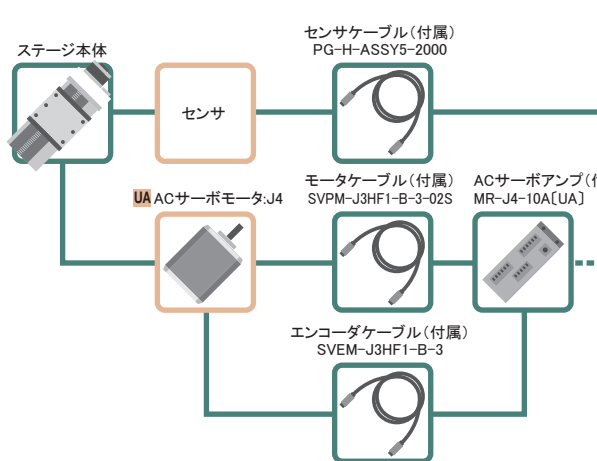 ステージ本体
センサ
センサケーブル(付属)
PG-H-ASSY5-2000
UA ACサーボモータ:J4
モータケーブル(付属)
SVPM-J3HF1-B-3-02S
ACサーボアンプ(
MR-J4-10A〔UA〕
エンコーダケーブル(付属)
SVEM-J3HF1-B-3